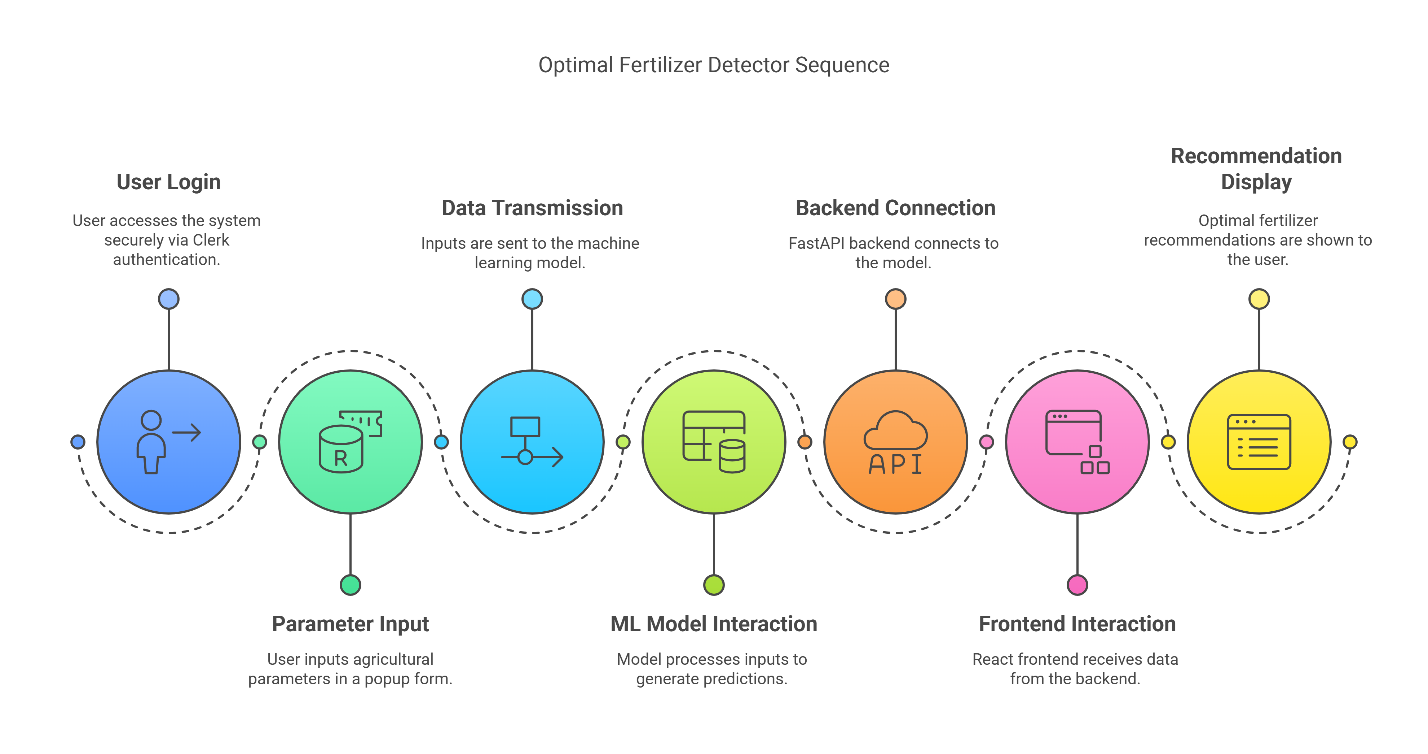 Optimal Fertilizer Detector Sequence
User Login
User accesses the system
securely via Clerk
authentication.
Parameter Input
User inputs agricultural
parameters in a popup form.
R
Data Transmission
Inputs are sent to the machine
learning model.
ML Model Interaction
Model processes inputs to
generate predictions.
Backend Connection
FastAPI backend connects to
the model.
API
Frontend Interaction
React frontend receives data
from the backend.
Recommendation
Display
Optimal fertilizer
recommendations are shown to
the user.